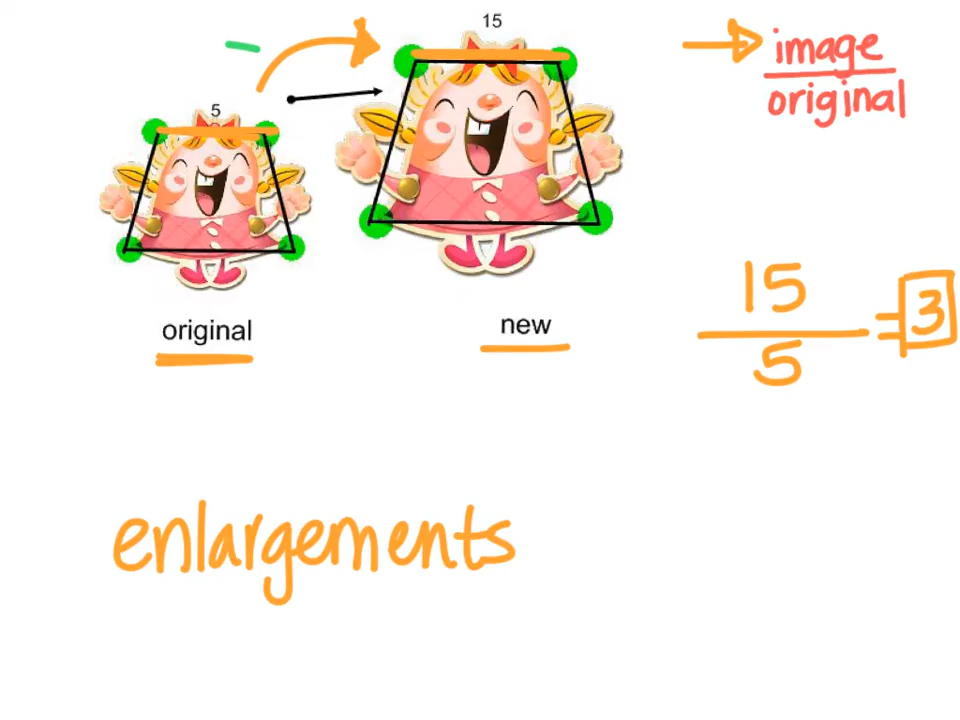 15
image
original
5
original
new
15
5
=3
enlargements